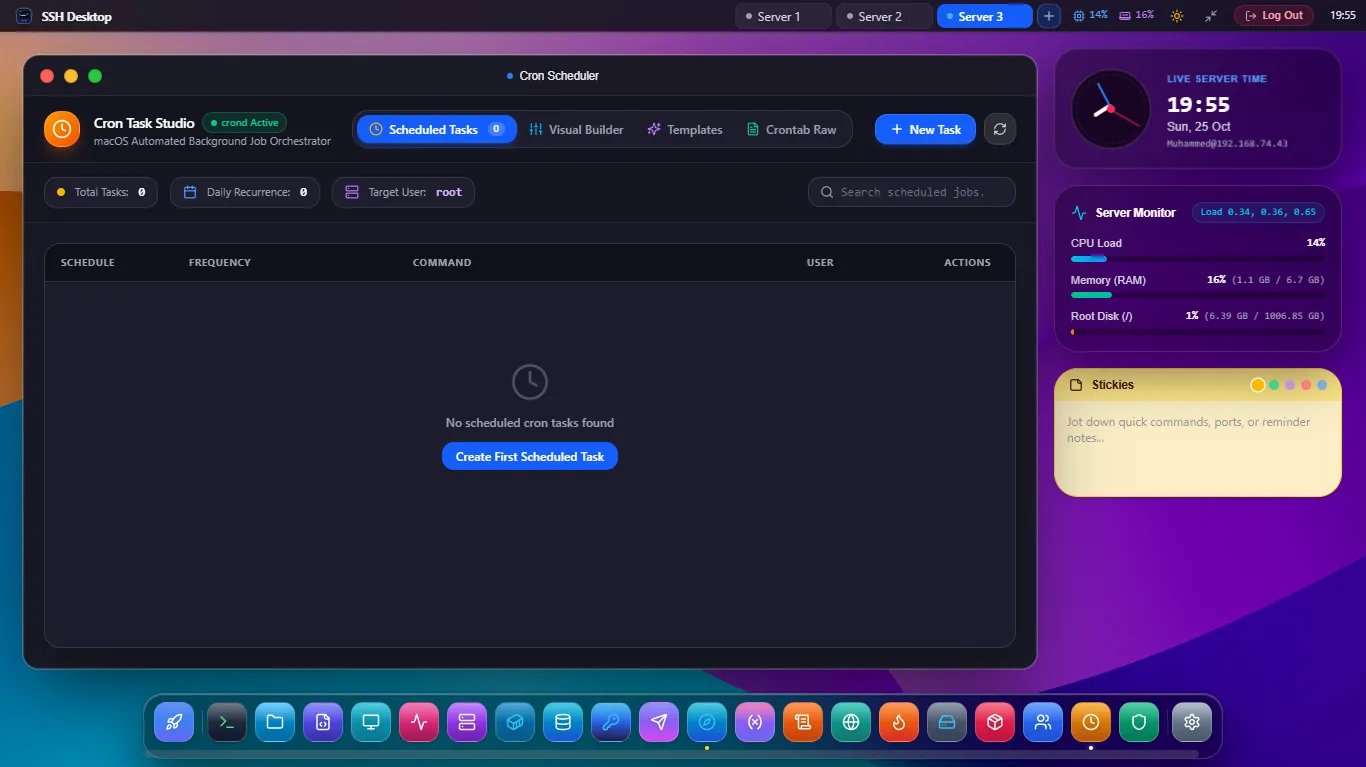 SSH Desktop
Server 1
Server 2
Server 3
14%
16%
Log Out
19:55
Cron Scheduler
Cron Task Studio
crond Active
macOS Automated Background Job Orchestrator
Scheduled Tasks 0
Visual Builder
Templates
Crontab Raw
New Task
Total Tasks: 0
Daily Recurrence: 0
Target User: root
Search scheduled jobs.
SCHEDULE FREQUENCY COMMAND USER ACTIONS
No scheduled cron tasks found
Create First Scheduled Task
LIVE SERVER TIME
19:55
Sun, 25 Oct
Muhammed@192.168.74.43
Server Monitor
Load 0.34, 0.36, 0.65
CPU Load 14%
Memory (RAM) 16% (1.1 GB / 6.7 GB)
Root Disk (/) 1% (6.39 GB / 1006.85 GB)
Stickies
Jot down quick commands, ports, or reminder
notes...